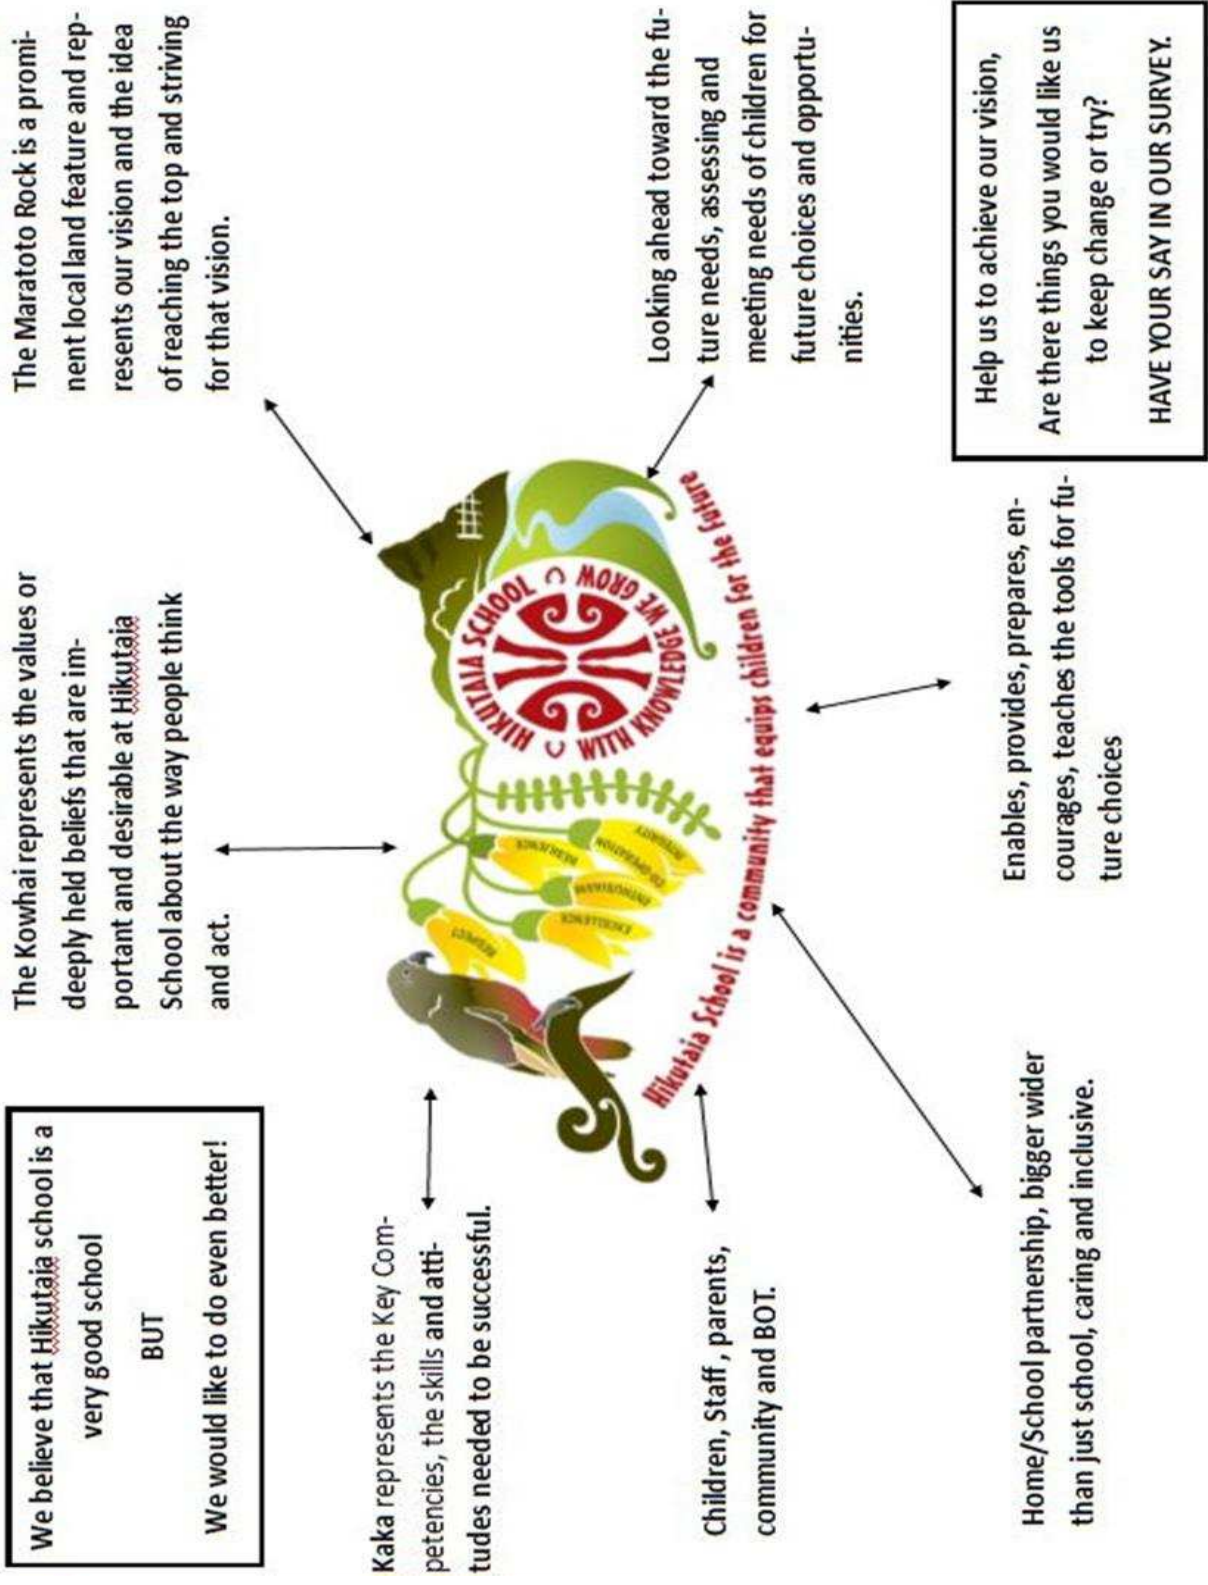 We believe that Hikutaia school is a
very good school
BUT
We would like to do even better!
The Kowhai represents the values or
deeply held beliefs that are im-
portant and desirable at Hikutaia
School about the way people think
and act.
The Maratoto Rock is a promi-
nent local land feature and rep-
resents our vision and the idea
of reaching the top and striving
for that vision.
Kaka represents the Key Com-
petencies, the skills and atti-
tudes needed to be successful.
RESPECT
EXCELLENCE
ENTHUSIASM
RESILIENCE
CO-OPERATION
INTEGRITY
HIKUTAIA SCHOOL
WITH KNOWLEDGE WE GROW
Hikutaia School is a community that equips children for the future
Looking ahead toward the fu-
ture needs, assessing and
meeting needs of children for
future choices and opportu-
nities.
Children, Staff , parents,
community and BOT.
Home/School partnership, bigger wider
than just school, caring and inclusive.
Enables, provides, prepares, en-
courages, teaches the tools for fu-
ture choices
Help us to achieve our vision,
Are there things you would like us
to keep change or try?
HAVE YOUR SAY IN OUR SURVEY.